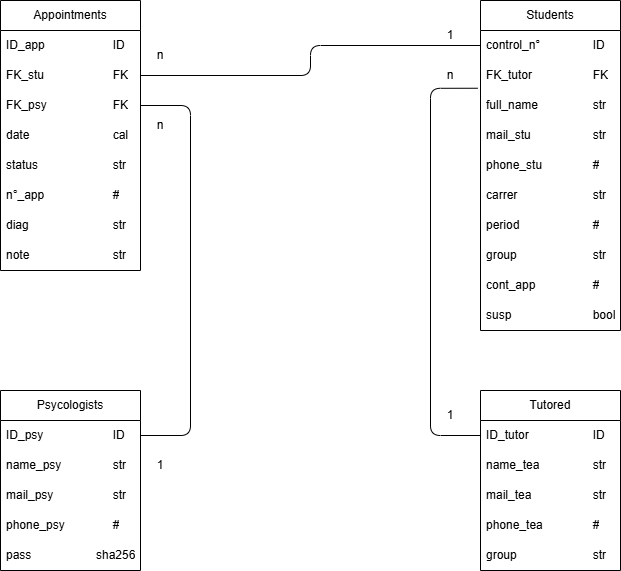 Appointments
ID_app ID
FK_stu FK
FK_psy FK
date cal
status str
n°_app #
diag str
note str
n
n
1
n
Students
control_n° ID
FK_tutor FK
full_name str
mail_stu str
phone_stu #
carrer str
period #
group str
cont_app #
susp bool
Psycologists
ID_psy ID
name_psy str
mail_psy str
phone_psy #
pass sha256
1
1
Tutored
ID_tutor ID
name_tea str
mail_tea str
phone_tea #
group str